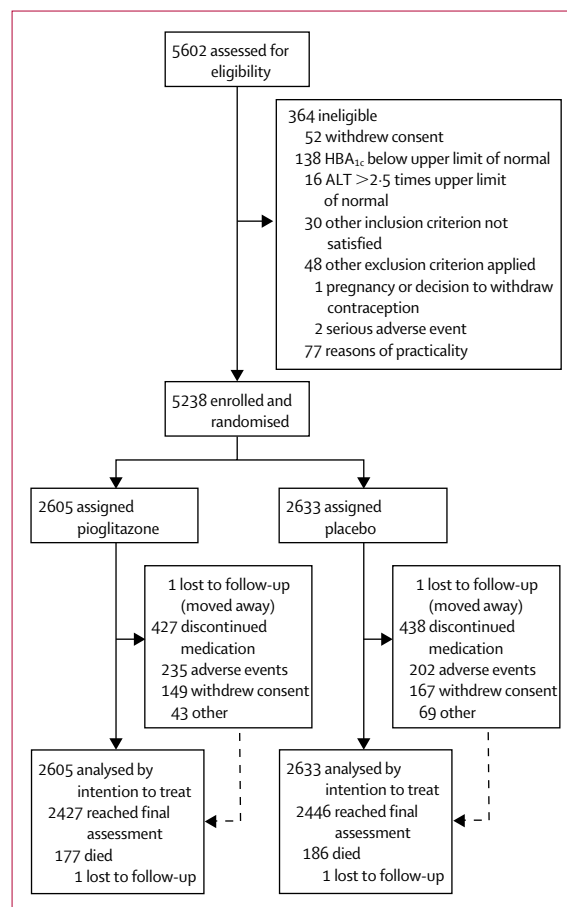 5602 assessed for
eligibility
364 ineligible
52 withdrew consent
138 HBA1c below upper limit of normal
16 ALT >2·5 times upper limit
of normal
30 other inclusion criterion not
satisfied
48 other exclusion criterion applied
1 pregnancy or decision to withdraw
contraception
2 serious adverse event
77 reasons of practicality
5238 enrolled and
randomised
2605 assigned
pioglitazone
2633 assigned
placebo
1 lost to follow-up
(moved away)
427 discontinued
medication
235 adverse events
149 withdrew consent
43 other
1 lost to follow-up
(moved away)
438 discontinued
medication
202 adverse events
167 withdrew consent
69 other
2605 analysed by
intention to treat
2427 reached final
assessment
177 died
1 lost to follow-up
2633 analysed by
intention to treat
2446 reached final
assessment
186 died
1 lost to follow-up